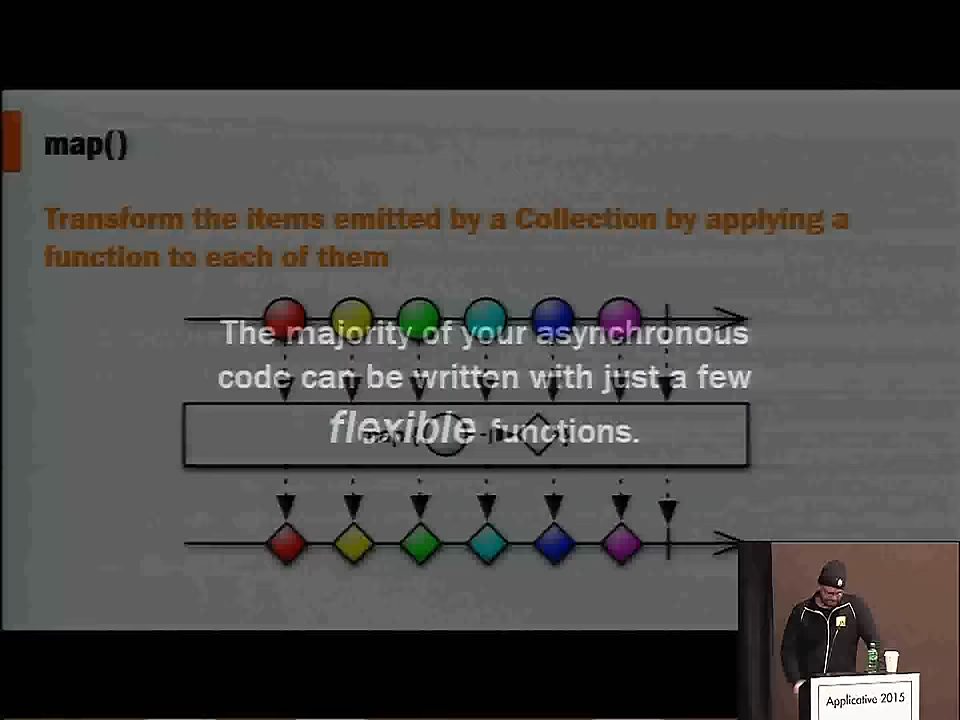 map()
Transform the items emitted by a Collection by applying a
function to each of them
The majority of your asynchronous
code can be written with just a few
flexible functions.
Applicative 2015